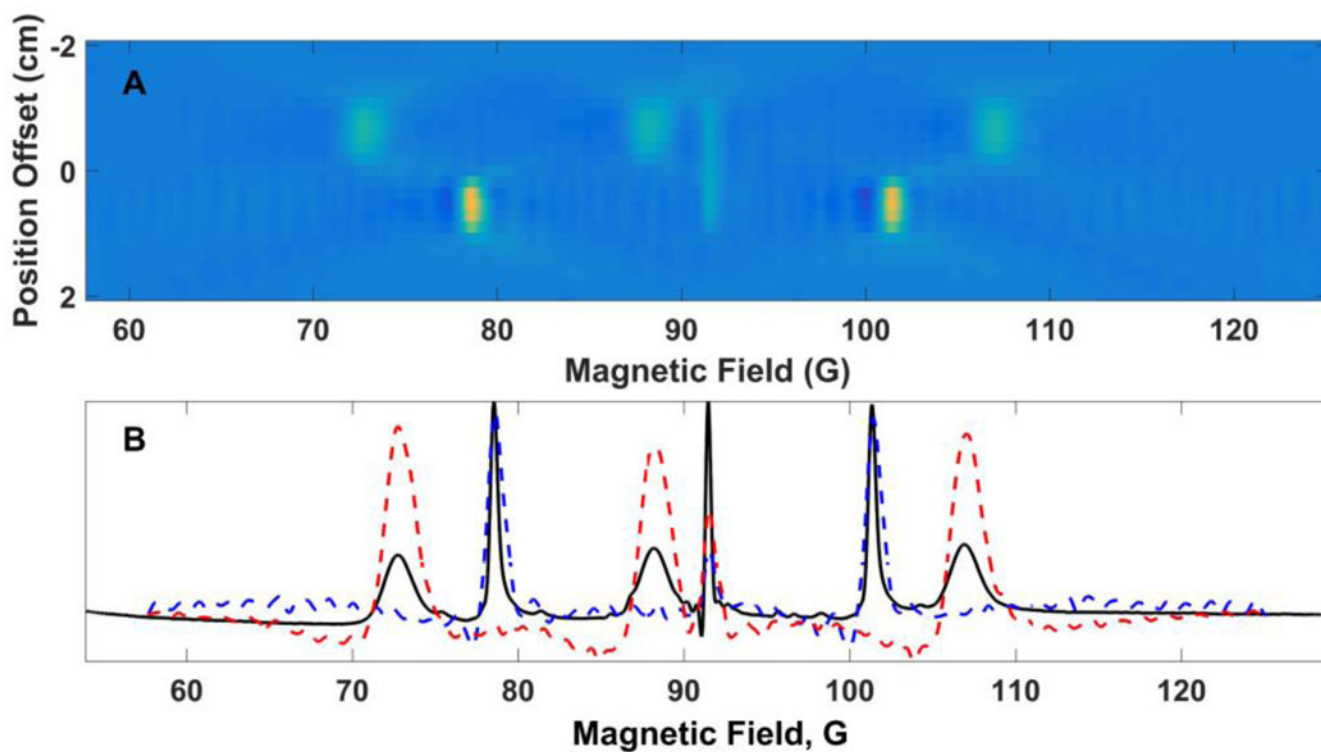 Position Offset (cm)
-2
0
2
A
60 70 80 90 100 110 120
Magnetic Field (G)
B
60 70 80 90 100 110 120
Magnetic Field, G